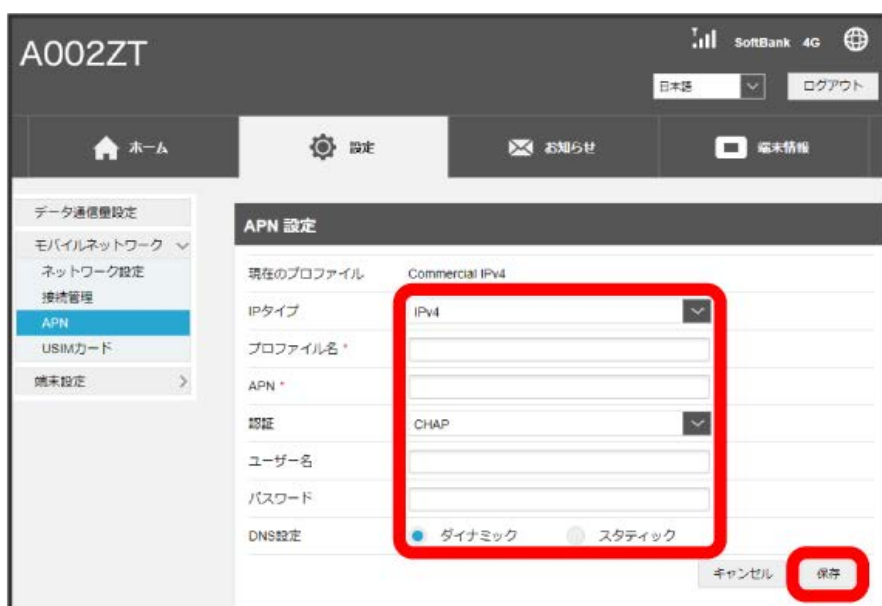 A002ZT
SoftBank 4G
日本語
ログアウト
ホーム
設定
お知らせ
端末情報
データ通信量設定
モバイルネットワーク
ネットワーク設定
接続管理
APN
USIMカード
端末設定
APN 設定
現在のプロファイル Commercial IPv4
IPタイプ IPv4
プロファイル名 *
APN *
認証 CHAP
ユーザー名
パスワード
DNS設定 ダイナミック スタティック
キャンセル 保存